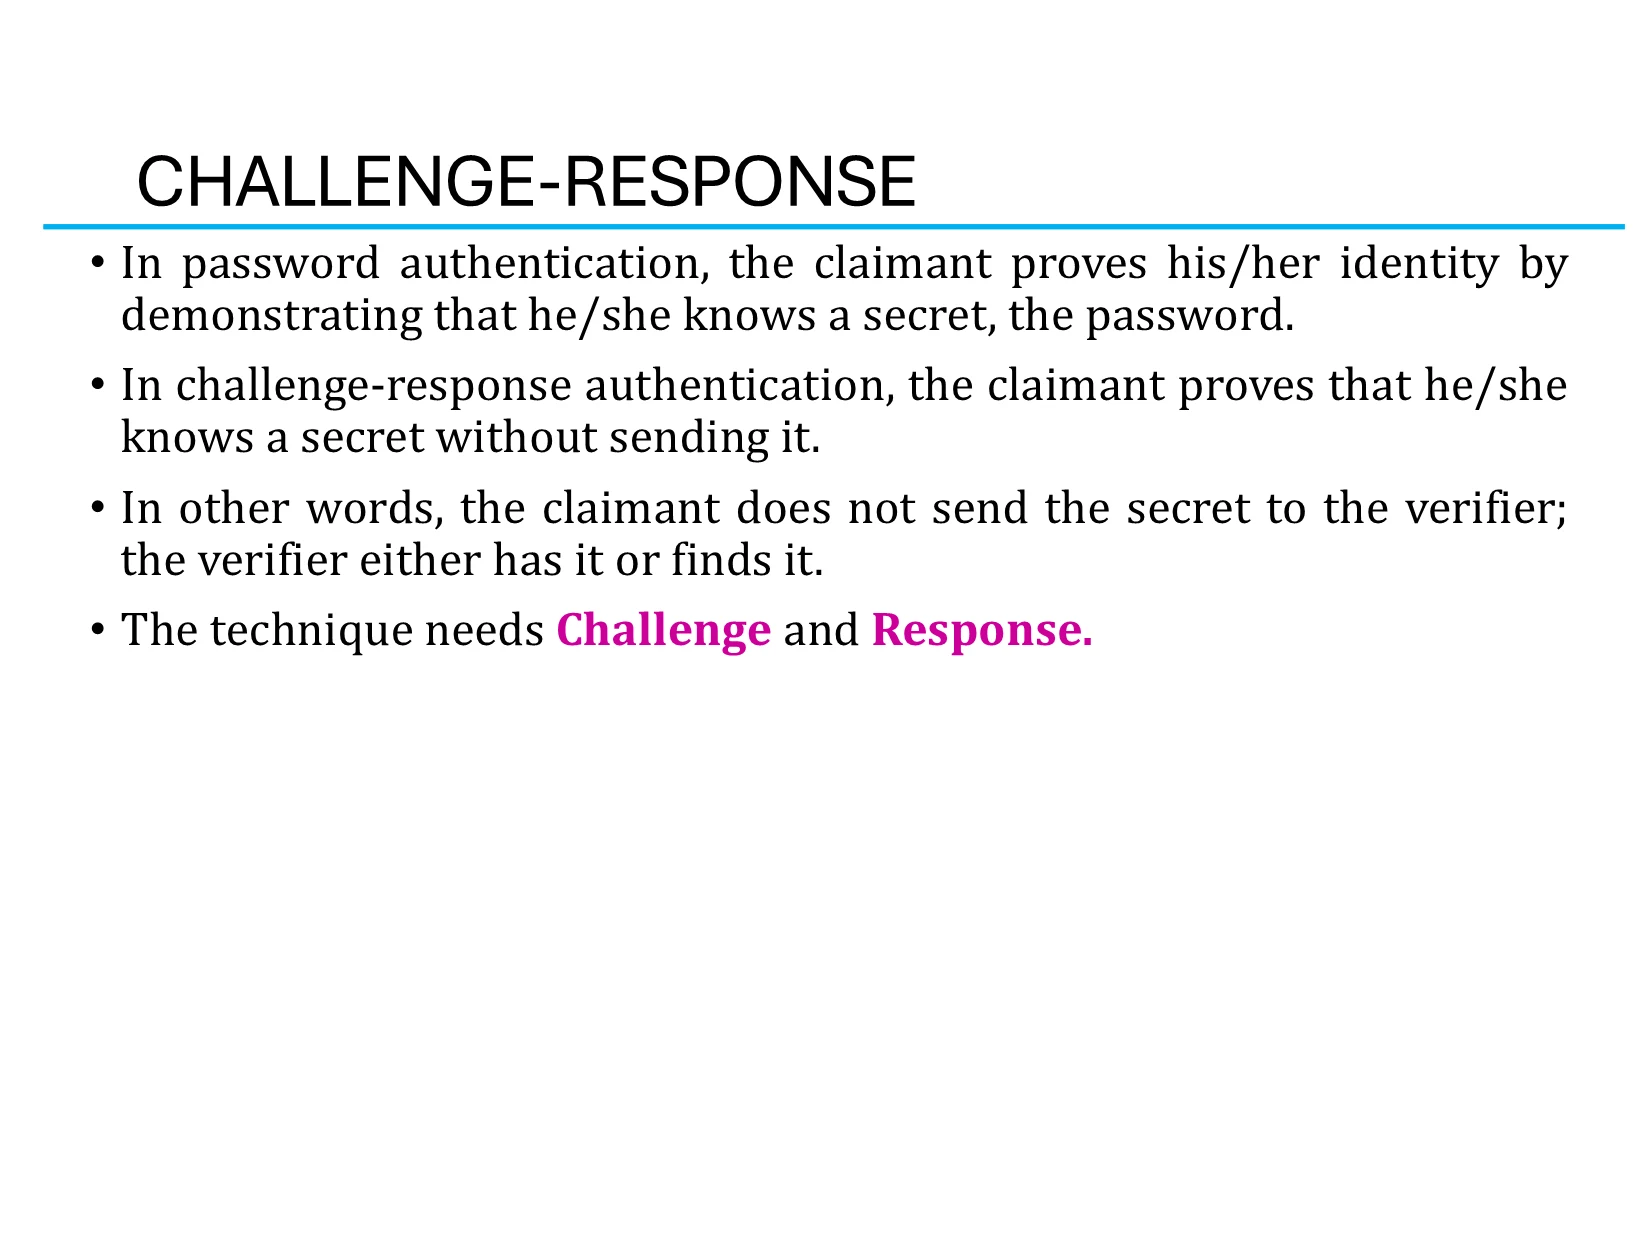 CHALLENGE-RESPONSE
• In password authentication, the claimant proves his/her identity by
demonstrating that he/she knows a secret, the password.
• In challenge-response authentication, the claimant proves that he/she
knows a secret without sending it.
• In other words, the claimant does not send the secret to the verifier;
the verifier either has it or finds it.
• The technique needs Challenge and Response.